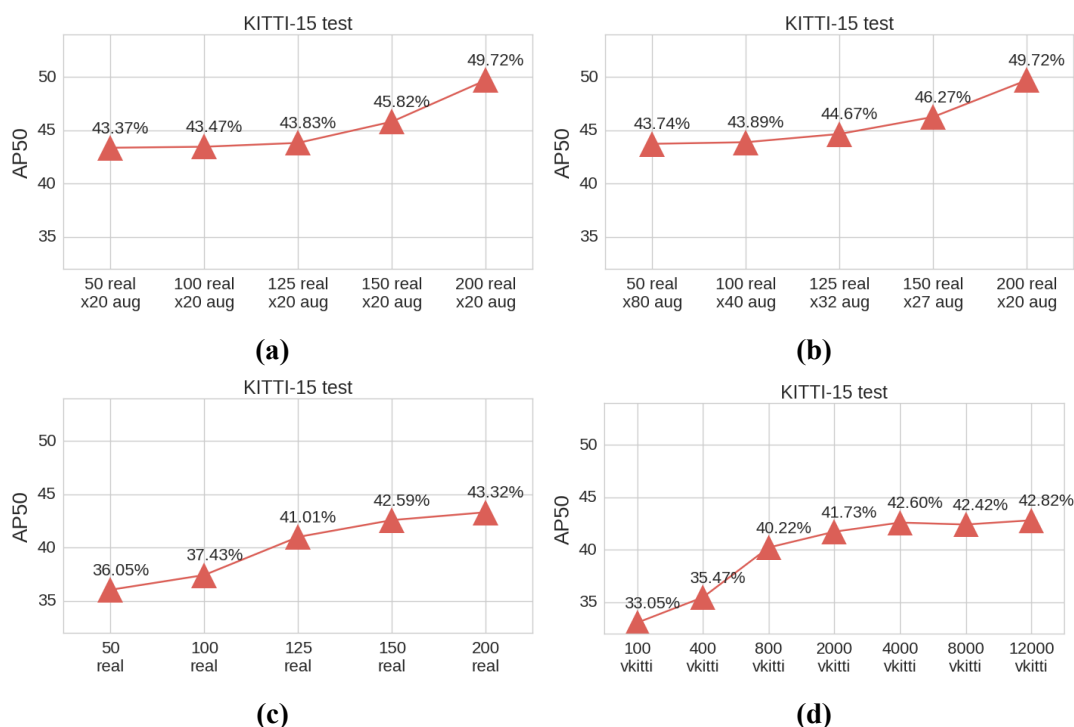 KITTI-15 test
AP50
50
45
40
35
43.37%
43.47%
43.83%
45.82%
49.72%
50 real
x20 aug
100 real
x20 aug
125 real
x20 aug
150 real
x20 aug
200 real
x20 aug
(a)
KITTI-15 test
AP50
50
45
40
35
43.74%
43.89%
44.67%
46.27%
49.72%
50 real
x80 aug
100 real
x40 aug
125 real
x32 aug
150 real
x27 aug
200 real
x20 aug
(b)
KITTI-15 test
AP50
50
45
40
35
36.05%
37.43%
41.01%
42.59%
43.32%
50
real
100
real
125
real
150
real
200
real
(c)
KITTI-15 test
AP50
50
45
40
35
33.05%
35.47%
40.22%
41.73%
42.60%
42.42%
42.82%
100
vkitti
400
vkitti
800
vkitti
2000
vkitti
4000
vkitti
8000
vkitti
12000
vkitti
(d)